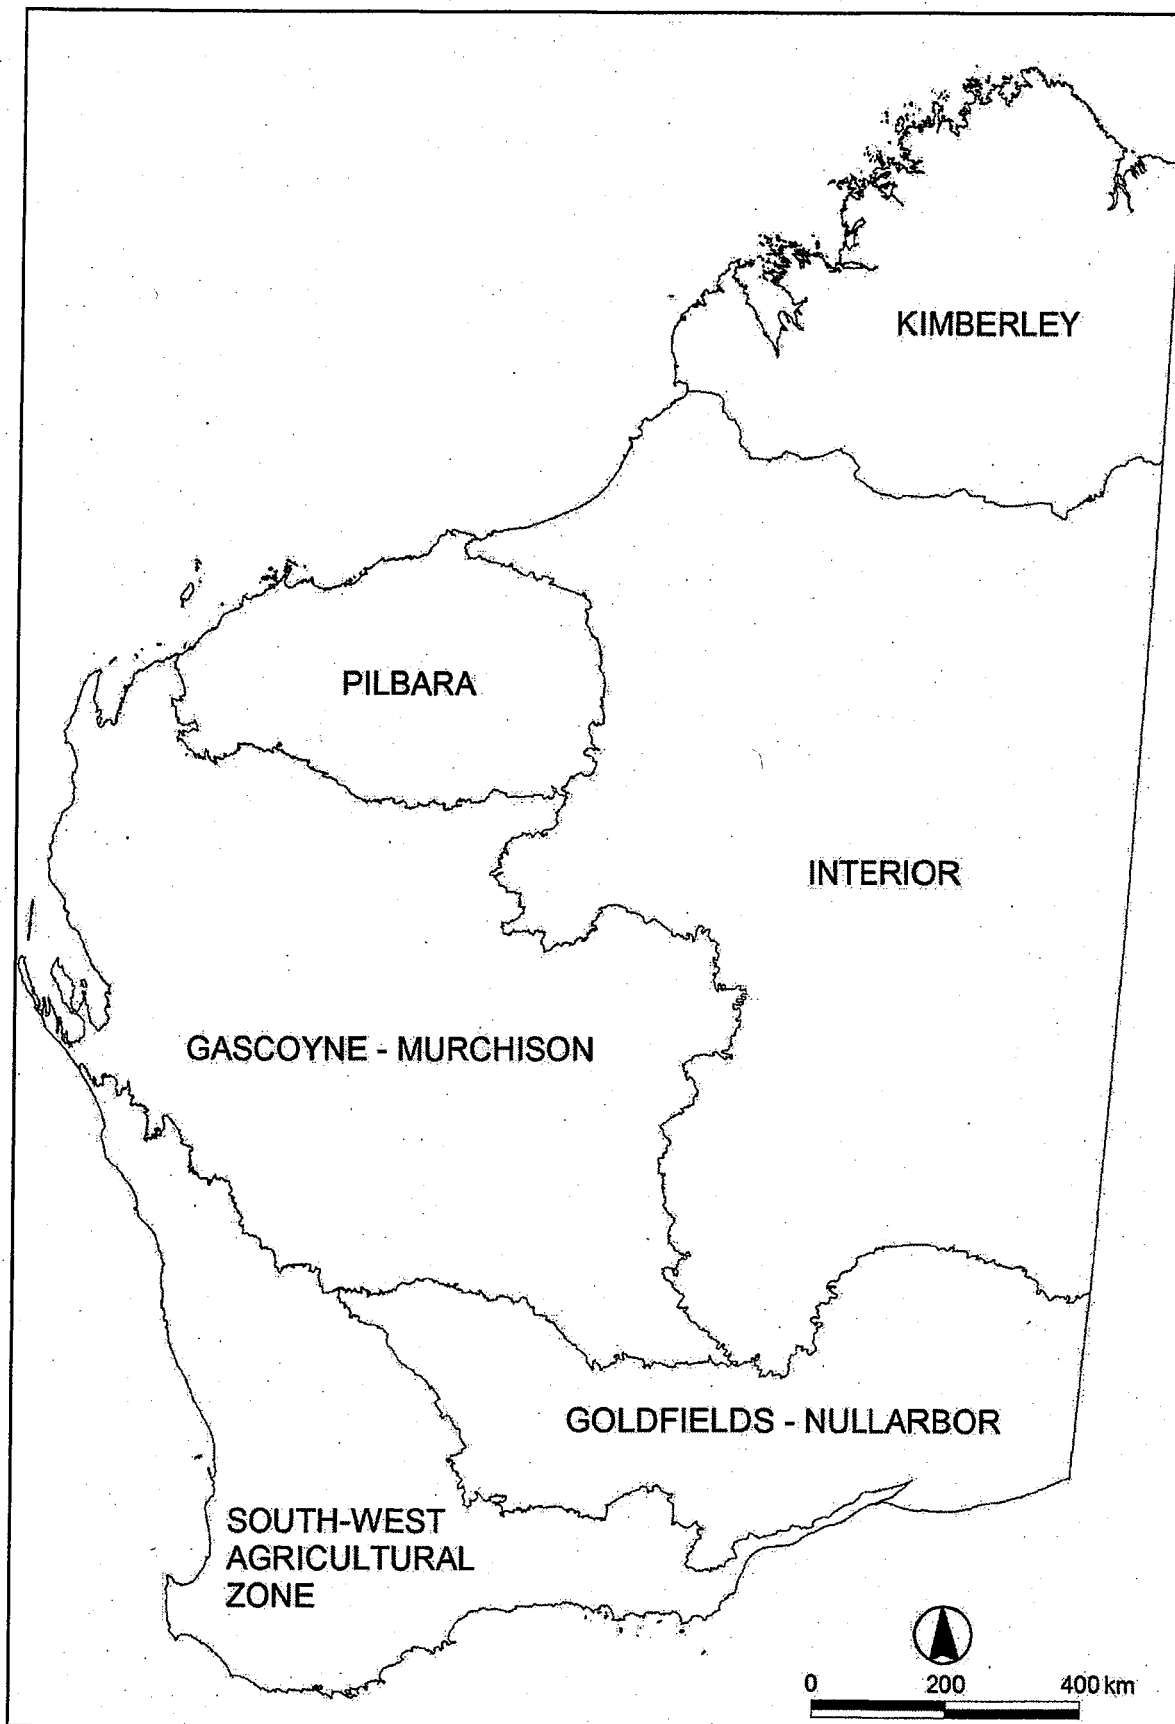 KIMBERLEY
PILBARA
INTERIOR
GASCOYNE - MURCHISON
GOLDFIELDS - NULLARBOR
SOUTH-WEST
AGRICULTURAL
ZONE
0 200 400 km